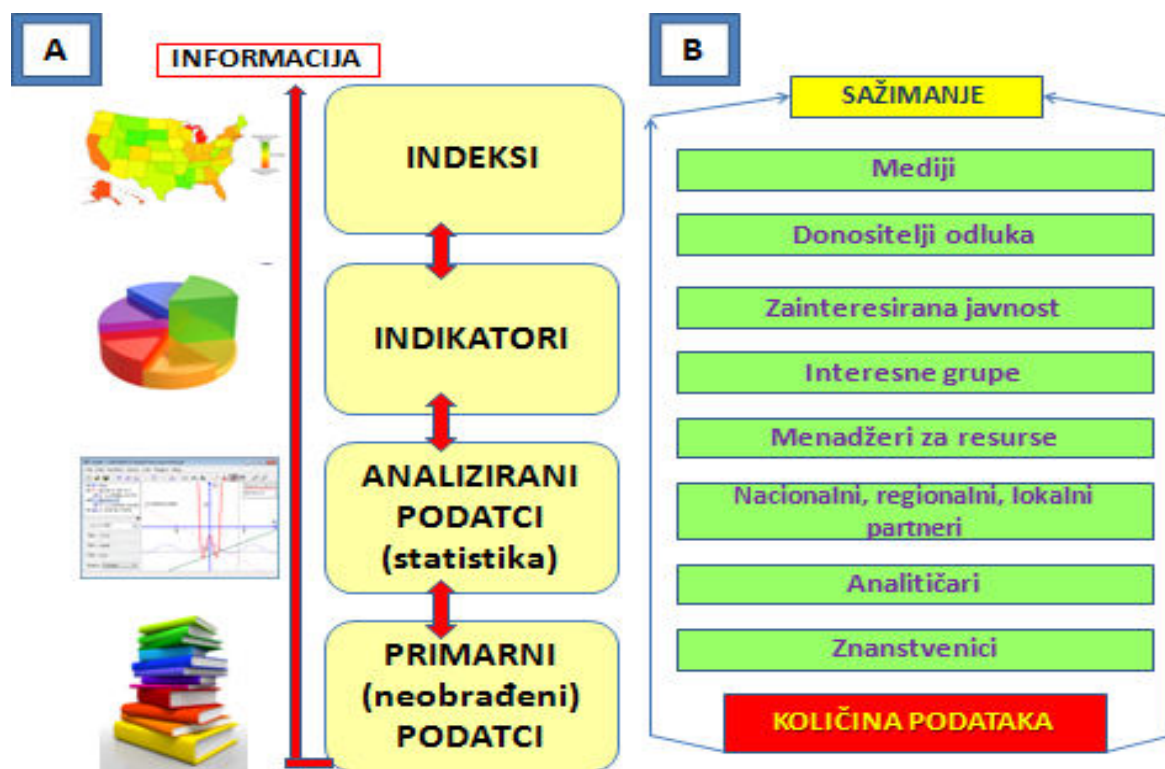 A
INFORMACIJA
INDEKSI
INDIKATORI
ANALIZIRANI
PODATCI
(statistika)
PRIMARNI
(neobrađeni)
PODATCI
B
SAŽIMANJE
Mediji
Donositelji odluka
Zainteresirana javnost
Interesne grupe
Menadžeri za resurse
Nacionalni, regionalni, lokalni
partneri
Analitičari
Znanstvenici
KOLIČINA PODATAKA